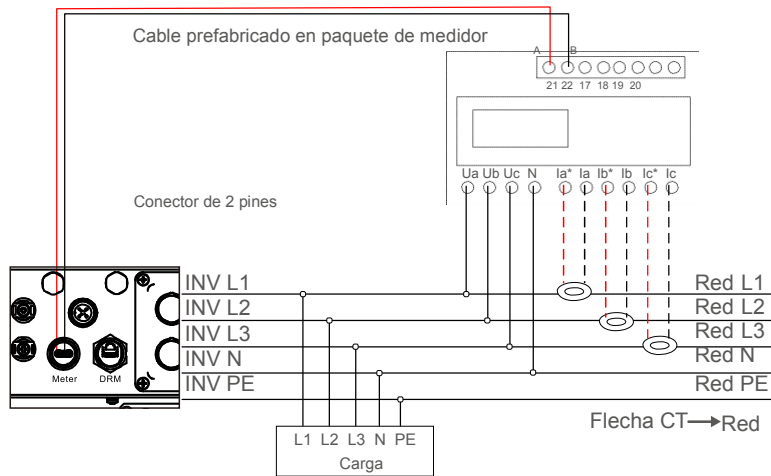 Cable prefabricado en paquete de medidor
A B
21 22 17 18 19 20
Ua Ub Uc N Ia* Ia Ib* Ib Ic* Ic
Conector de 2 pines
INV L1 Red L1
INV L2 Red L2
INV L3 Red L3
INV N Red N
INV PE Red PE
Meter DRM
Flecha CT→Red
L1 L2 L3 N PE
Carga